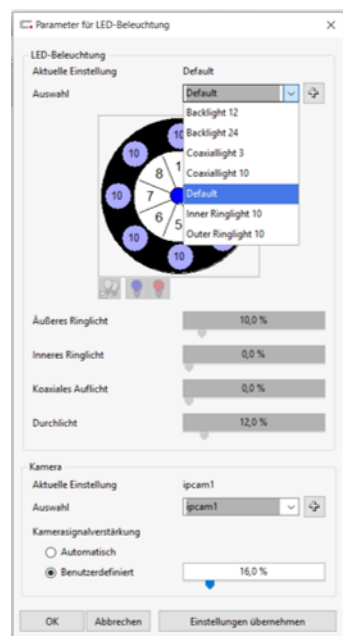 Parameter für LED-Beleuchtung
LED-Beleuchtung
Aktuelle Einstellung Default
Auswahl Default
Backlight 12
Backlight 24
Coaxiallight 3
Coaxiallight 10
Default
Inner Ringlight 10
Outer Ringlight 10
10 1
10 8
10 7
6 5
10
10
Äußeres Ringlicht 10,0 %
Inneres Ringlicht 0,0 %
Koaxiales Auflicht 0,0 %
Durchlicht 12,0 %
Kamera
Aktuelle Einstellung ipcam1
Auswahl ipcam1
Kamerasignalverstärkung
Automatisch
Benutzerdefiniert 16,0 %
OK Abbrechen Einstellungen übernehmen